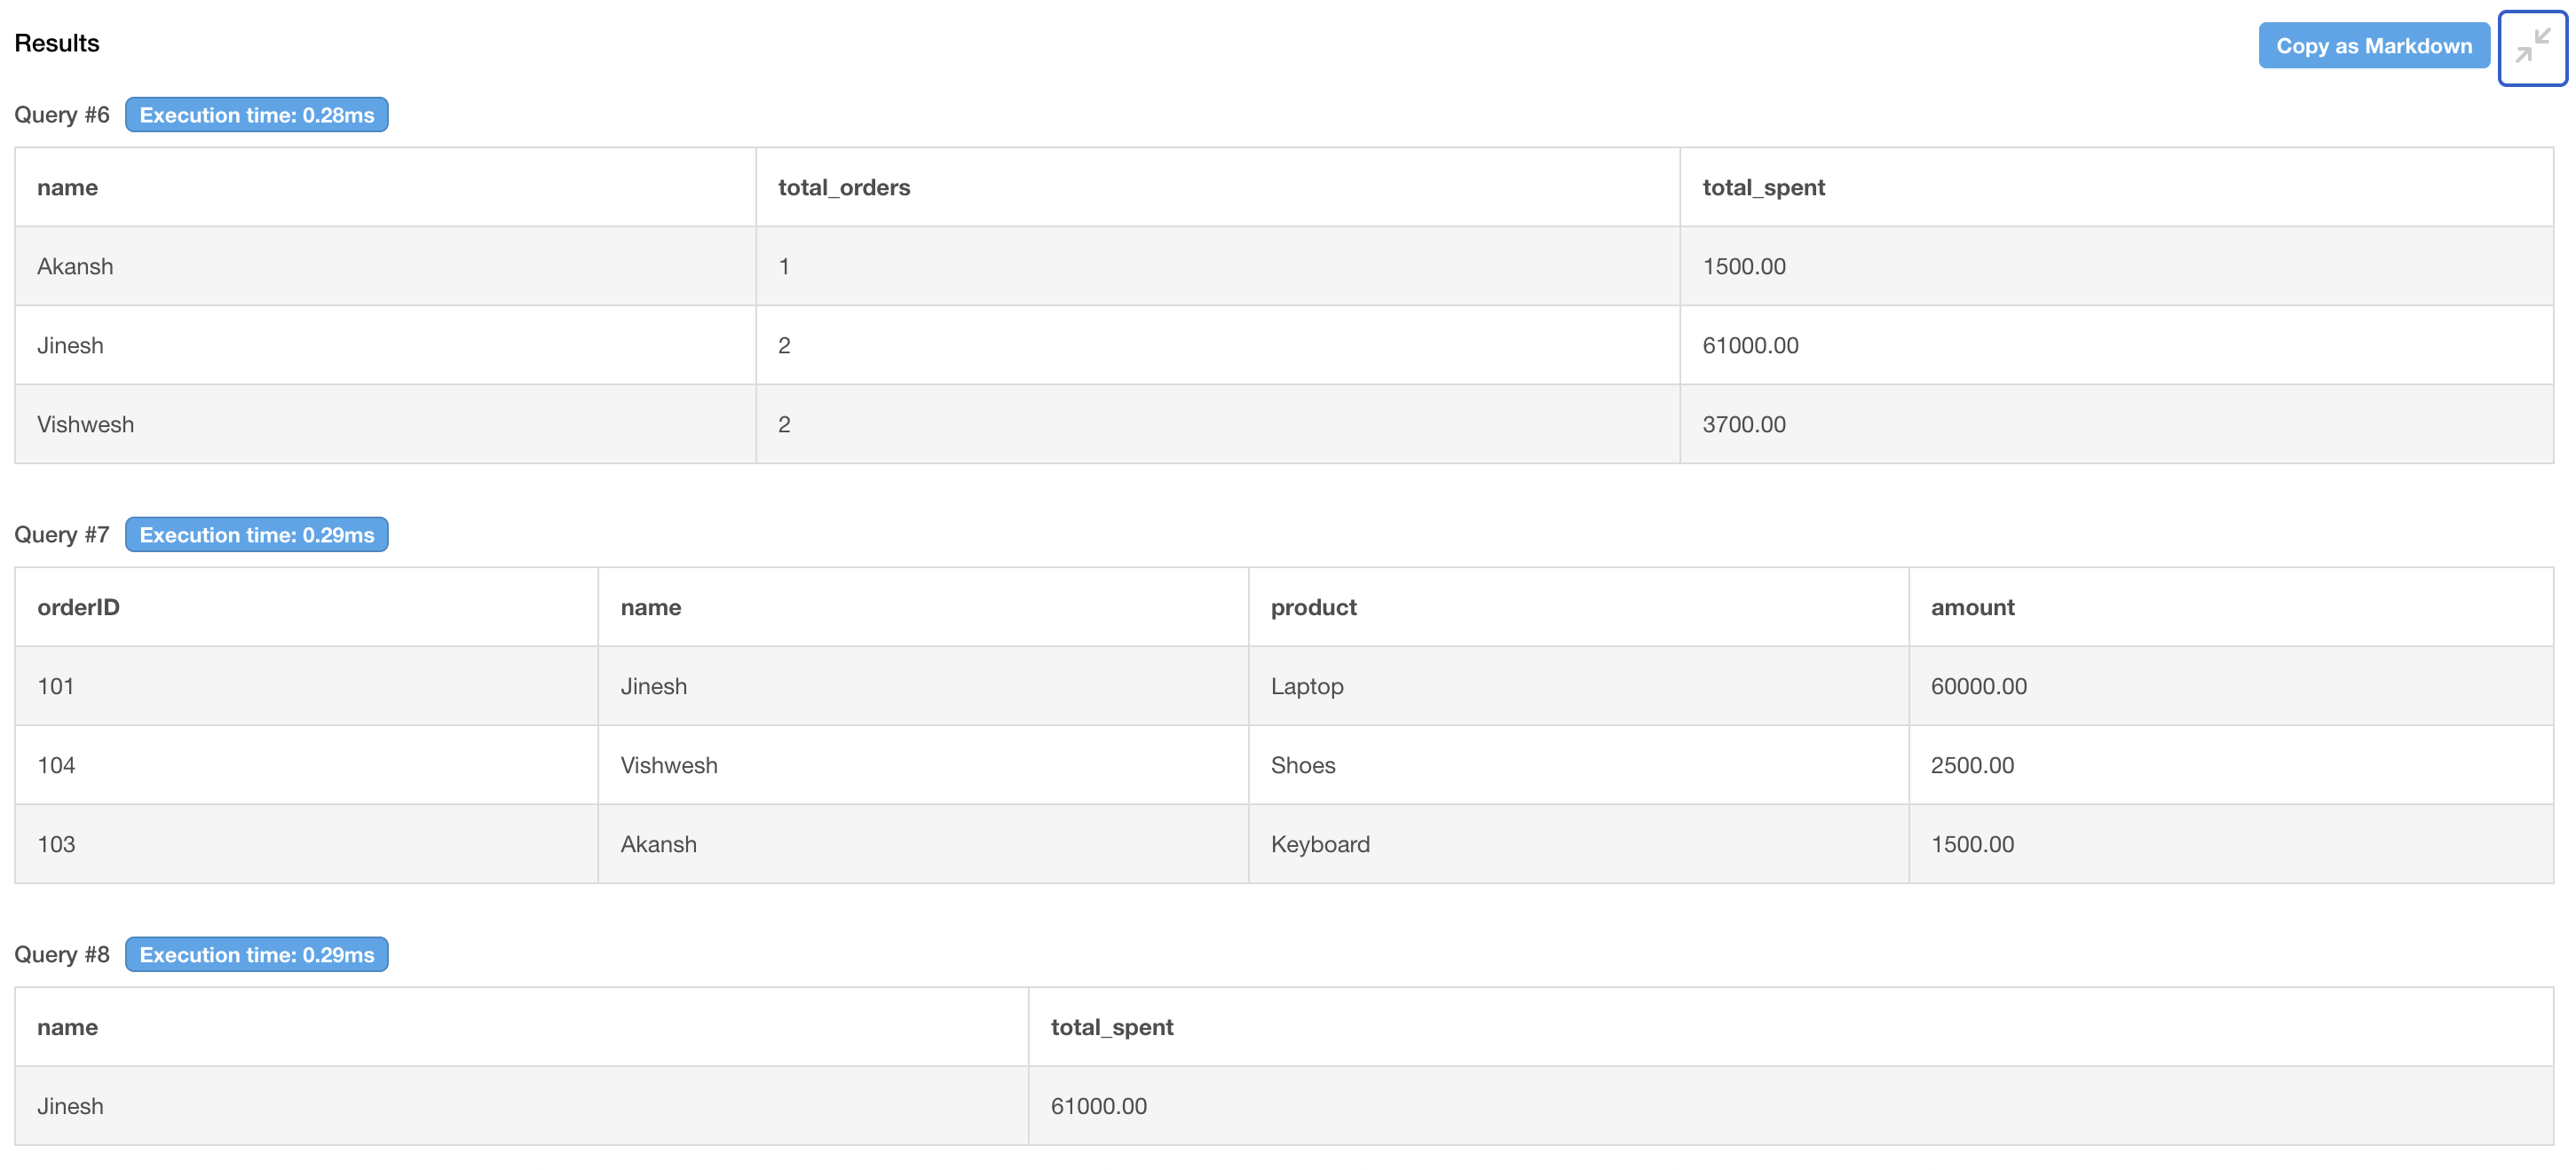 Results Copy as Markdown
Query #6 Execution time: 0.28ms
name total_orders total_spent
Akansh 1 1500.00
Jinesh 2 61000.00
Vishwesh 2 3700.00
Query #7 Execution time: 0.29ms
orderID name product amount
101 Jinesh Laptop 60000.00
104 Vishwesh Shoes 2500.00
103 Akansh Keyboard 1500.00
Query #8 Execution time: 0.29ms
name total_spent
Jinesh 61000.00